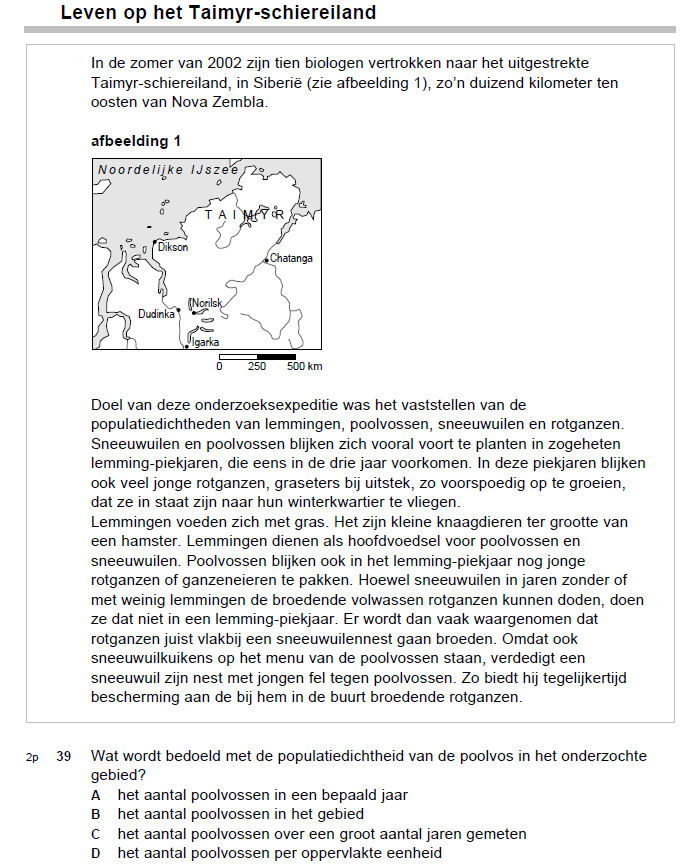 Leven op het Taimyr-schiereiland
In de zomer van 2002 zijn tien biologen vertrokken naar het uitgestrekte
Taimyr-schiereiland, in Siberië (zie afbeelding 1), zo’n duizend kilometer ten
oosten van Nova Zembla.
afbeelding 1
Noordelijke IJszee
TAIMYR
Dikson
Chatanga
Norilsk
Dudinka
Igarka
0 250 500 km
Doel van deze onderzoeksexpeditie was het vaststellen van de
populatiedichtheden van lemmingen, poolvossen, sneeuwuilen en rotganzen.
Sneeuwuilen en poolvossen blijken zich vooral voort te planten in zogeheten
lemming-piekjaren, die eens in de drie jaar voorkomen. In deze piekjaren blijken
ook veel jonge rotganzen, graseters bij uitstek, zo voorspoedig op te groeien,
dat ze in staat zijn naar hun winterkwartier te vliegen.
Lemmingen voeden zich met gras. Het zijn kleine knaagdieren ter grootte van
een hamster. Lemmingen dienen als hoofdvoedsel voor poolvossen en
sneeuwuilen. Poolvossen blijken ook in het lemming-piekjaar nog jonge
rotganzen of ganzeneieren te pakken. Hoewel sneeuwuilen in jaren zonder of
met weinig lemmingen de broedende volwassen rotganzen kunnen doden, doen
ze dat niet in een lemming-piekjaar. Er wordt dan vaak waargenomen dat
rotganzen juist vlakbij een sneeuwuilennest gaan broeden. Omdat ook
sneeuwuilkuikens op het menu van de poolvossen staan, verdedigt een
sneeuwuil zijn nest met jongen fel tegen poolvossen. Zo biedt hij tegelijkertijd
bescherming aan de bij hem in de buurt broedende rotganzen.
2p 39 Wat wordt bedoeld met de populatiedichtheid van de poolvos in het onderzochte
gebied?
A het aantal poolvossen in een bepaald jaar
B het aantal poolvossen in het gebied
C het aantal poolvossen over een groot aantal jaren gemeten
D het aantal poolvossen per oppervlakte eenheid